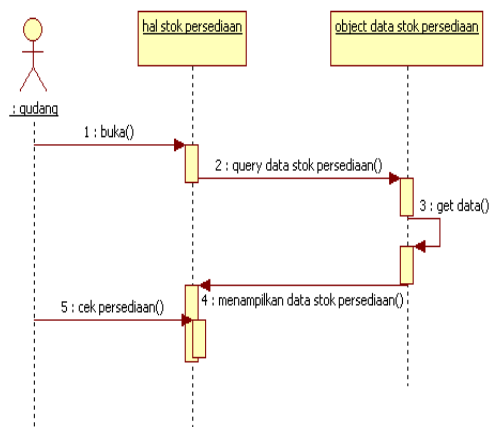 hal stok persediaan
object data stok persediaan
: gudang
1 : buka()
2 : query data stok persediaan()
3 : get data()
4 : menampilkan data stok persediaan()
5 : cek persediaan()